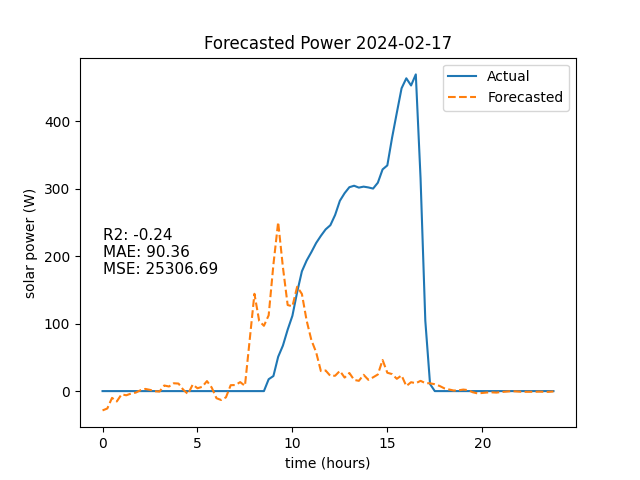 Forecasted Power 2024-02-17
Actual
Forecasted
R2: -0.24
MAE: 90.36
MSE: 25306.69
solar power (W)
400
300
200
100
0
0 5 10 15 20
time (hours)